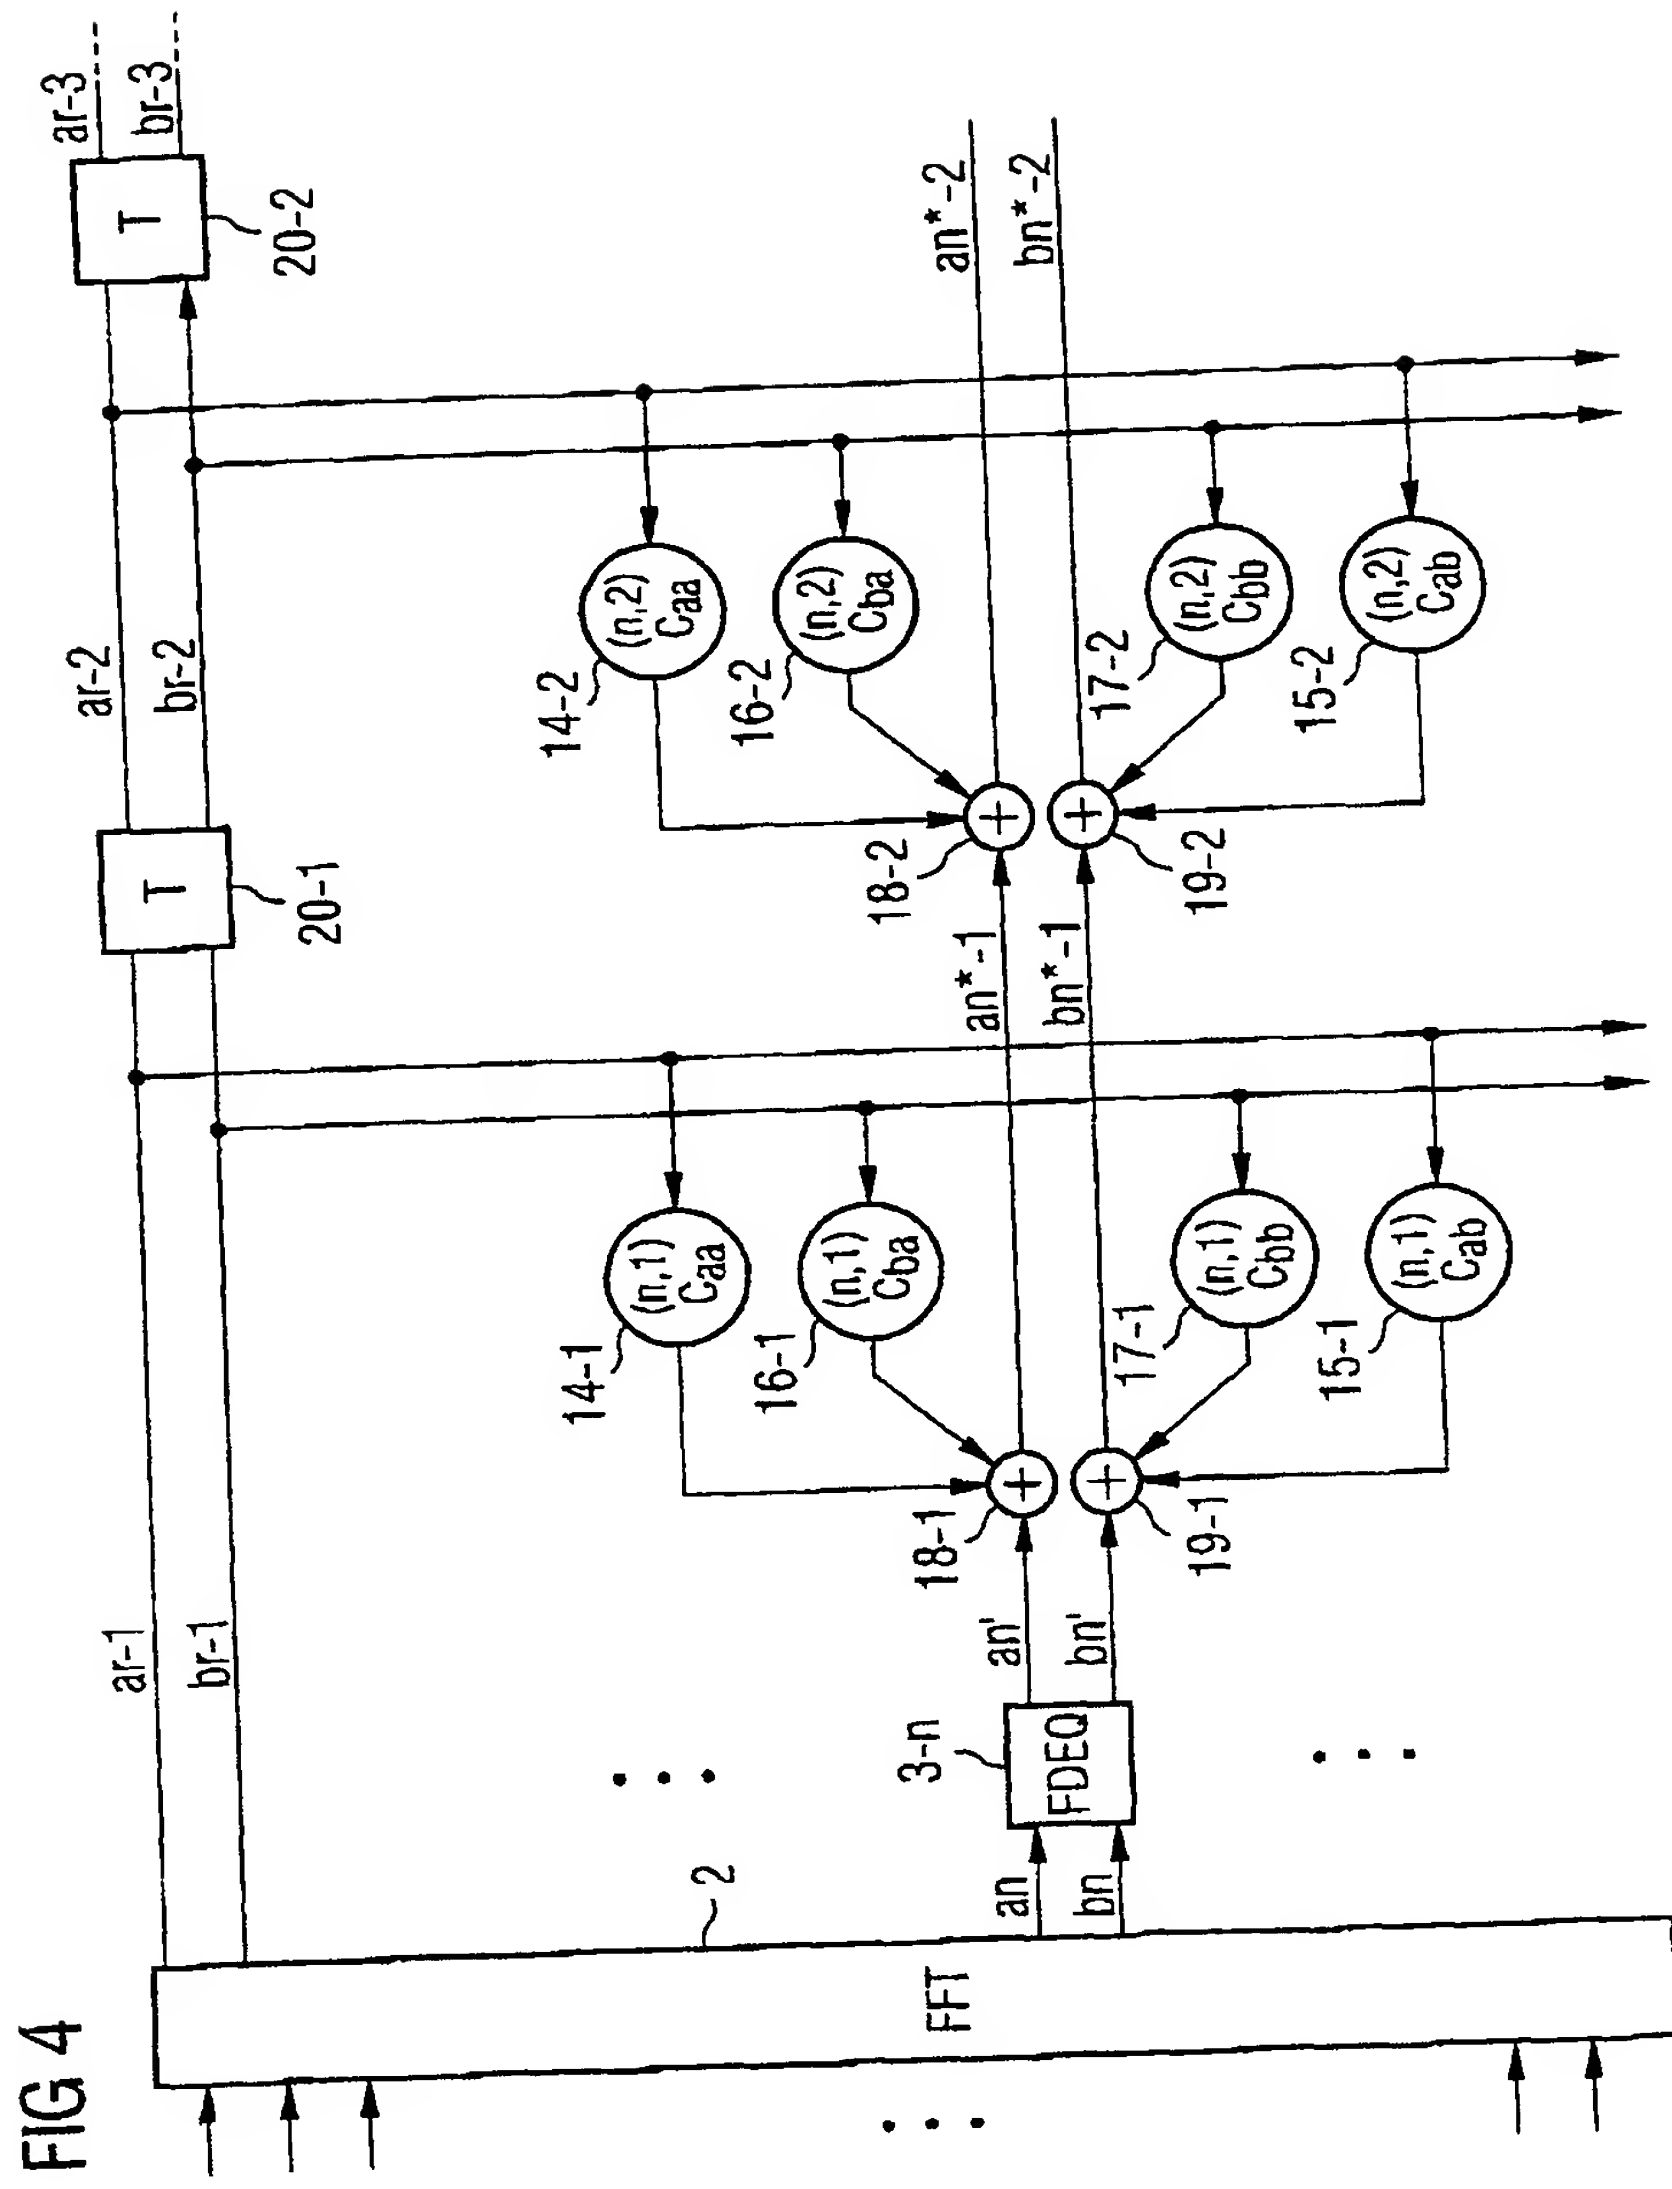 FIG 4
ar-1
br-1
T
20-1
ar-2
br-2
T
20-2
ar-3
br-3
FFT
2
an
bn
3-n
FDEQ
an'
bn'
14-1
(n,1)
Caa
16-1
(n,1)
Cba
18-1
19-1
+
+
17-1
(n,1)
Cbb
15-1
(n,1)
Cab
an*-1
bn*-1
14-2
(n,2)
Caa
16-2
(n,2)
Cba
18-2
19-2
+
+
17-2
(n,2)
Cbb
15-2
(n,2)
Cab
an*-2
bn*-2